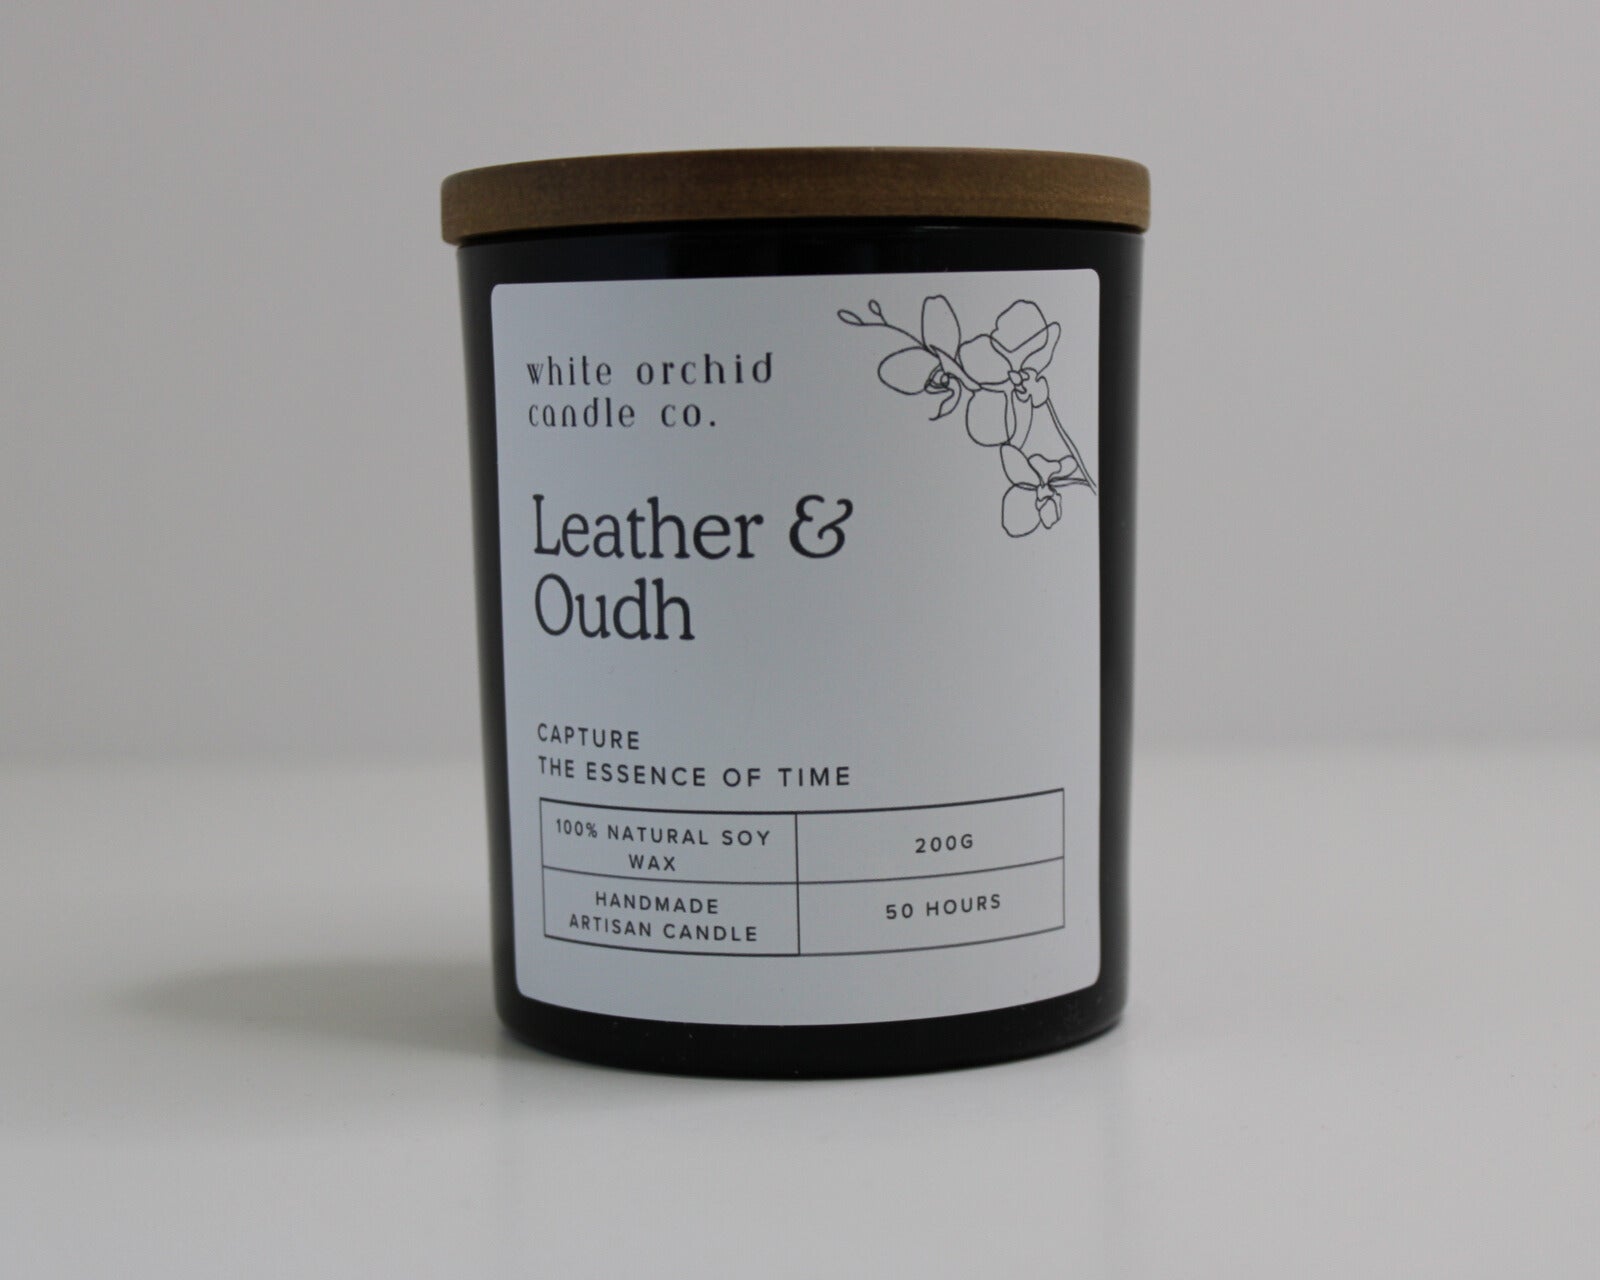 white orchid
candle co.
Leather &
Oudh
CAPTURE
THE ESSENCE OF TIME
100% NATURAL SOY
WAX
200G
HANDMADE
ARTISAN CANDLE
50 HOURS